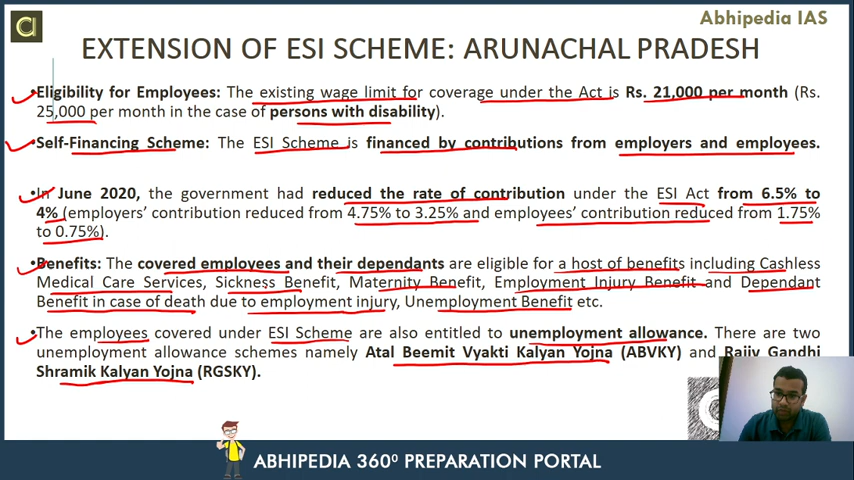 Abhipedia IAS
EXTENSION OF ESI SCHEME: ARUNACHAL PRADESH
•Eligibility for Employees: The existing wage limit for coverage under the Act is Rs. 21,000 per month (Rs.
25,000 per month in the case of persons with disability).
•Self-Financing Scheme: The ESI Scheme is financed by contributions from employers and employees.
•In June 2020, the government had reduced the rate of contribution under the ESI Act from 6.5% to
4% (employers’ contribution reduced from 4.75% to 3.25% and employees’ contribution reduced from 1.75%
to 0.75%).
•Benefits: The covered employees and their dependants are eligible for a host of benefits including Cashless
Medical Care Services, Sickness Benefit, Maternity Benefit, Employment Injury Benefit and Dependant
Benefit in case of death due to employment injury, Unemployment Benefit etc.
•The employees covered under ESI Scheme are also entitled to unemployment allowance. There are two
unemployment allowance schemes namely Atal Beemit Vyakti Kalyan Yojna (ABVKY) and Rajiv Gandhi
Shramik Kalyan Yojna (RGSKY).
ABHIPEDIA 360⁰ PREPARATION PORTAL